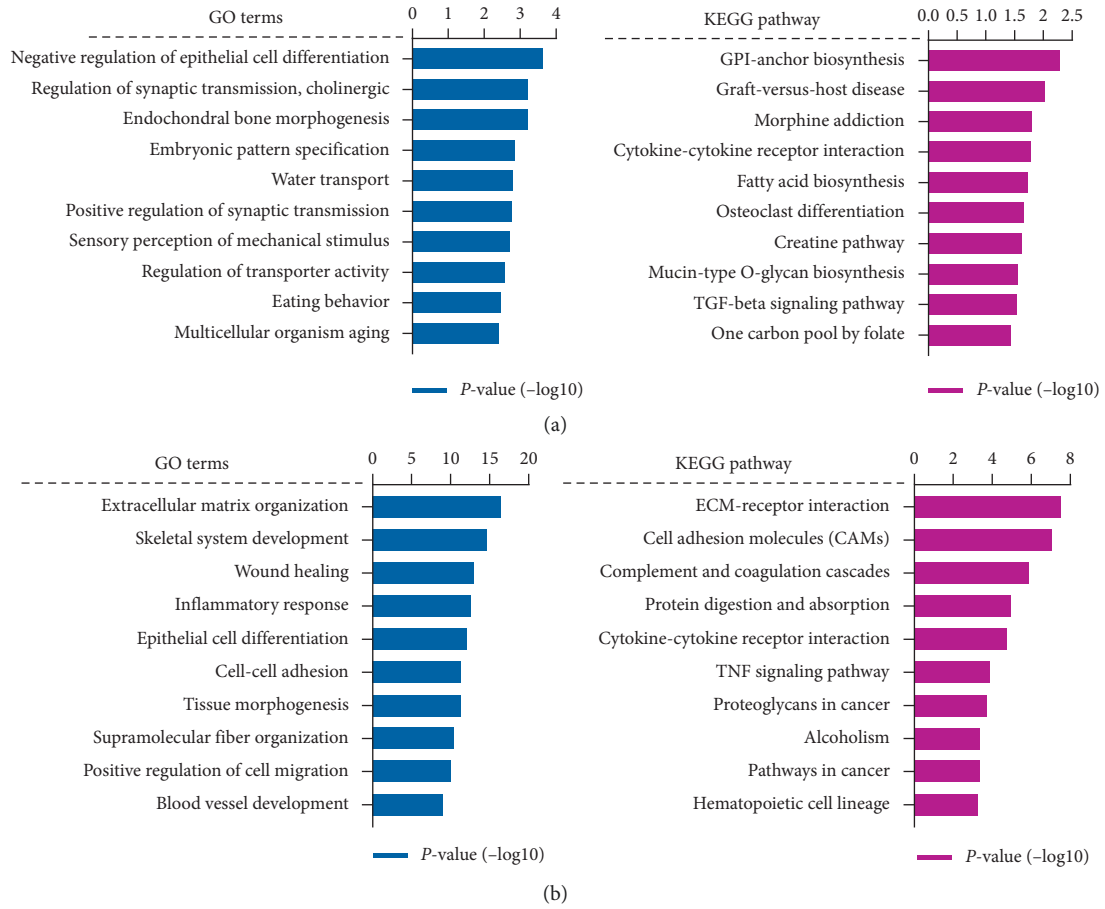 GO terms
0 1 2 3 4
Negative regulation of epithelial cell differentiation
Regulation of synaptic transmission, cholinergic
Endochondral bone morphogenesis
Embryonic pattern specification
Water transport
Positive regulation of synaptic transmission
Sensory perception of mechanical stimulus
Regulation of transporter activity
Eating behavior
Multicellular organism aging
P-value (–log10)
KEGG pathway
0.0 0.5 1.0 1.5 2 2.5
GPI-anchor biosynthesis
Graft-versus-host disease
Morphine addiction
Cytokine-cytokine receptor interaction
Fatty acid biosynthesis
Osteoclast differentiation
Creatine pathway
Mucin-type O-glycan biosynthesis
TGF-beta signaling pathway
One carbon pool by folate
P-value (–log10)
(a)
GO terms
0 5 10 15 20
Extracellular matrix organization
Skeletal system development
Wound healing
Inflammatory response
Epithelial cell differentiation
Cell-cell adhesion
Tissue morphogenesis
Supramolecular fiber organization
Positive regulation of cell migration
Blood vessel development
P-value (–log10)
KEGG pathway
0 2 4 6 8
ECM-receptor interaction
Cell adhesion molecules (CAMs)
Complement and coagulation cascades
Protein digestion and absorption
Cytokine-cytokine receptor interaction
TNF signaling pathway
Proteoglycans in cancer
Alcoholism
Pathways in cancer
Hematopoietic cell lineage
P-value (–log10)
(b)